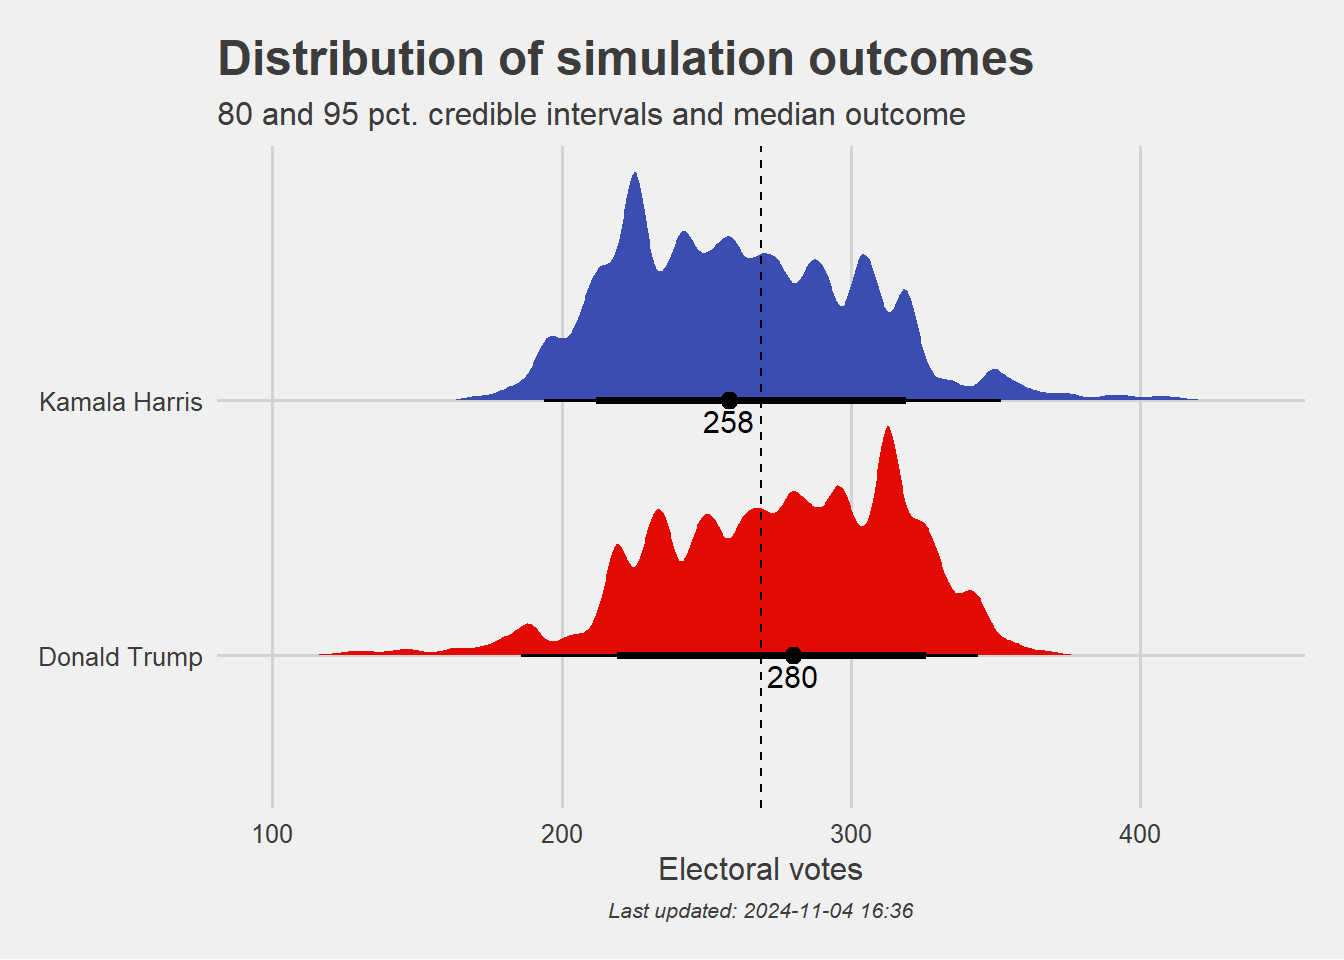 Distribution of simulation outcomes
80 and 95 pct. credible intervals and median outcome
Kamala Harris
258
Donald Trump
280
100 200 300 400
Electoral votes
Last updated: 2024-11-04 16:36